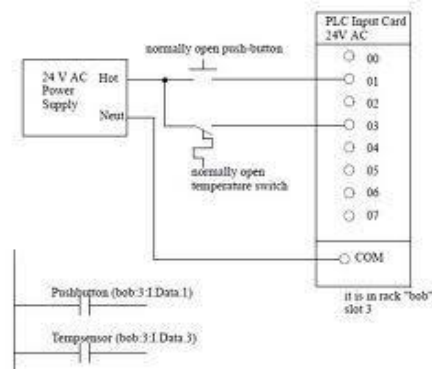 PLC Input Card
24V AC
normally open push-button
24 V AC
Power
Supply
Hot
Neut
00
01
02
03
04
05
06
07
COM
normally open
temperature switch
it is in rack "bob"
slot 3
Pushbutton (bob:3:I.Data.1)
Tempsensor (bob:3:I.Data.3)